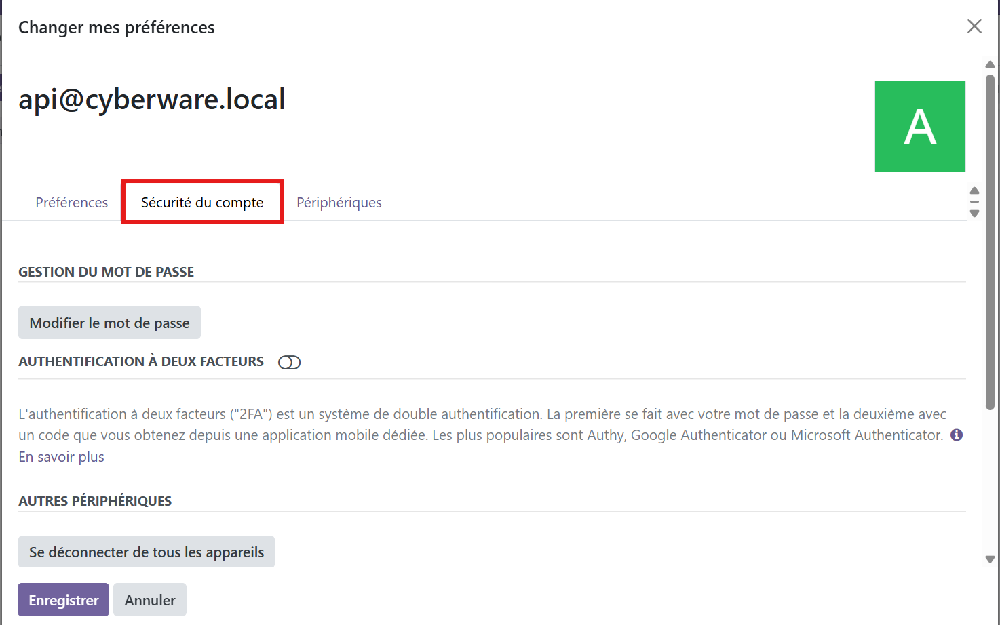 Changer mes préférences
api@cyberware.local
A
Préférences
Sécurité du compte
Périphériques
GESTION DU MOT DE PASSE
Modifier le mot de passe
AUTHENTIFICATION À DEUX FACTEURS
L'authentification à deux facteurs ("2FA") est un système de double authentification. La première se fait avec votre mot de passe et la deuxième avec
un code que vous obtenez depuis une application mobile dédiée. Les plus populaires sont Authy, Google Authenticator ou Microsoft Authenticator.
En savoir plus
AUTRES PÉRIPHÉRIQUES
Se déconnecter de tous les appareils
Enregistrer
Annuler